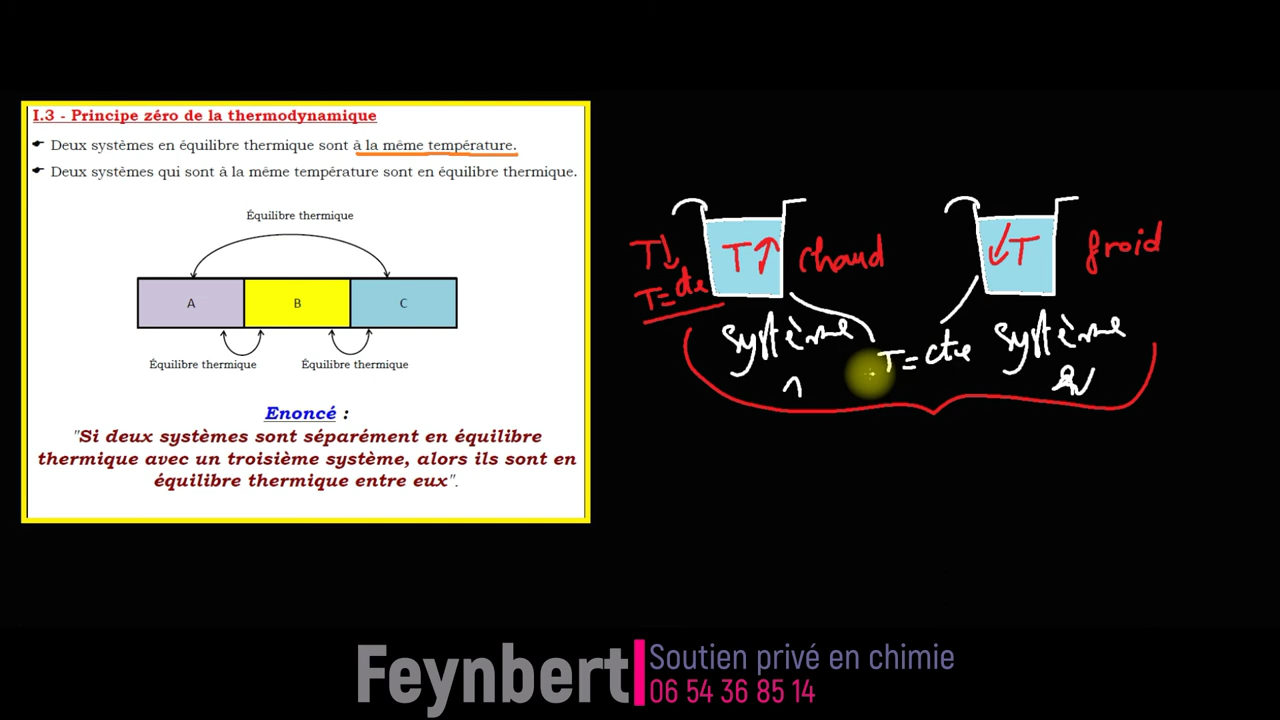 I.3 - Principe zéro de la thermodynamique
Deux systèmes en équilibre thermique sont à la même température.
Deux systèmes qui sont à la même température sont en équilibre thermique.
Équilibre thermique
A B C
Équilibre thermique Équilibre thermique
Enoncé :
"Si deux systèmes sont séparément en équilibre
thermique avec un troisième système, alors ils sont en
équilibre thermique entre eux".
T↓ T↑ chaud
T=cte
↓T froid
système
1
T=cte
système
2
Feynbert
Soutien privé en chimie
06 54 36 85 14